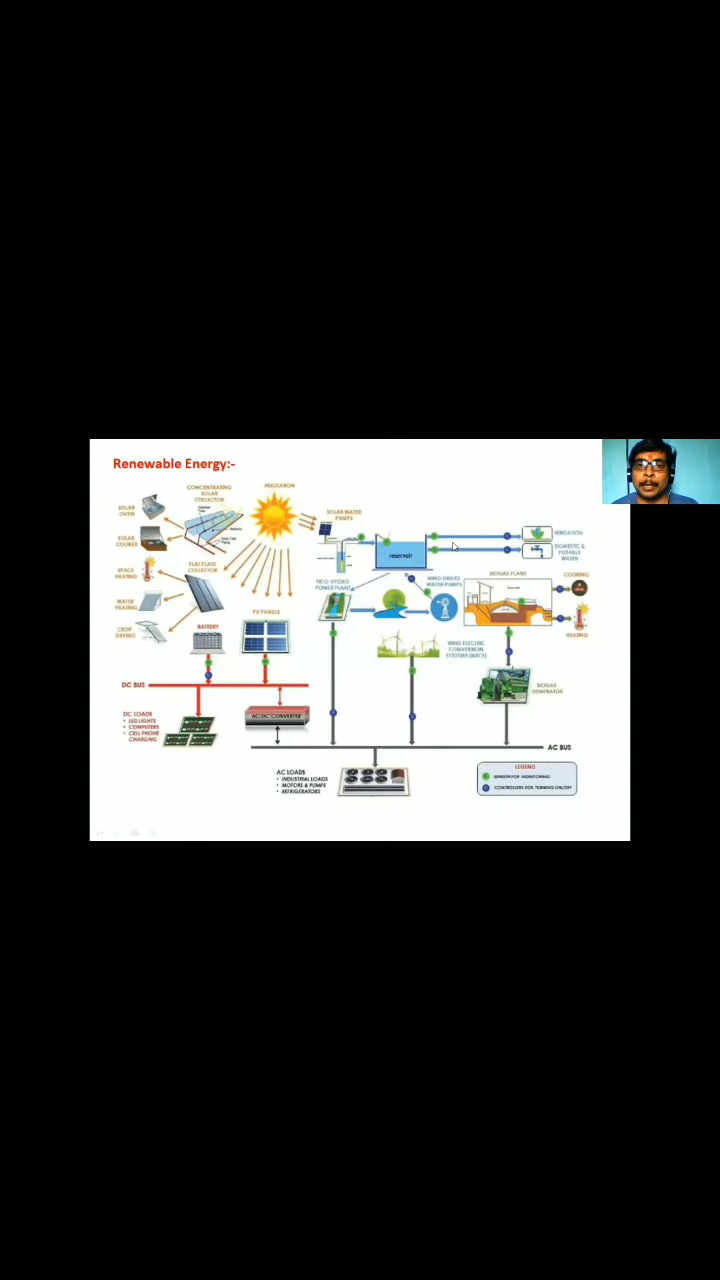 Renewable Energy:-
CONCENTRATING
SOLAR
COLLECTOR
INSOLATION
SOLAR
OVEN
SOLAR WATER
PUMPS
SOLAR
COOKER
IRRIGATION
DOMESTIC &
POTABLE
WATER
reservoir
SPACE
HEATING
FLAT PLATE
COLLECTOR
PICO-HYDRO
POWER PLANT
WIND DRIVEN
WATER PUMPS
BIOGAS PLANT
COOKING
WATER
HEATING
PV PANELS
CROP
DRYING
BATTERY
HEATING
WIND ELECTRIC
CONVERSION
SYSTEMS (WECS)
DC BUS
BIOGAS
GENERATOR
DC LOADS
• LED LIGHTS
• COMPUTERS
• CELL PHONE
CHARGING
AC/DC CONVERTER
AC BUS
AC LOADS
• INDUSTRIAL LOADS
• MOTORS & PUMPS
• REFRIGERATORS
LEGEND
SENSOR FOR MONITORING
CONTROLLERS FOR TURNING ON/OFF